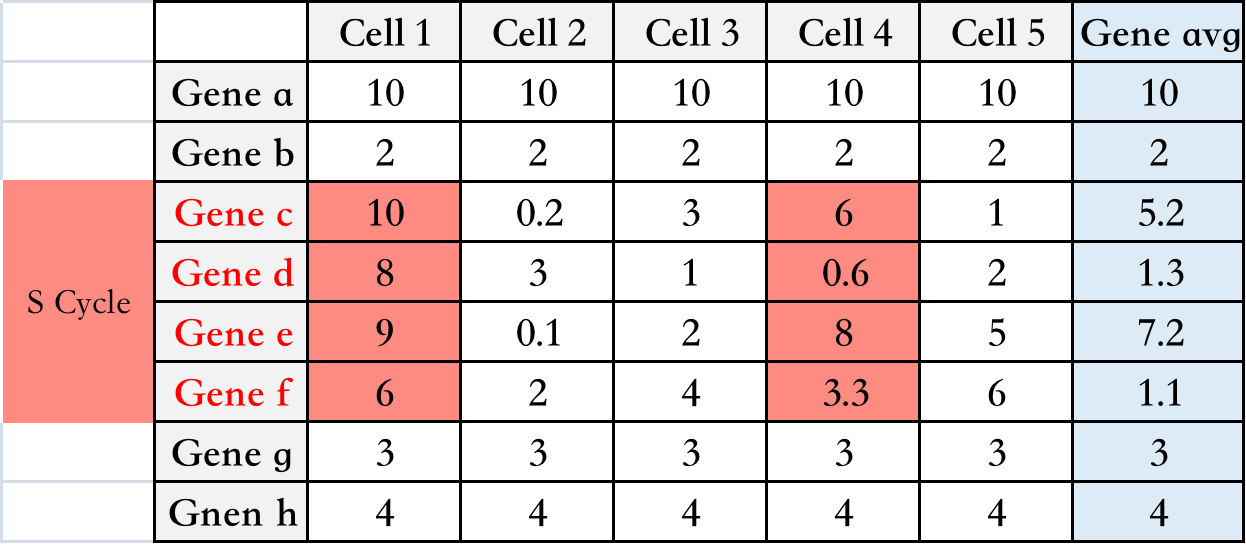 Cell 1 Cell 2 Cell 3 Cell 4 Cell 5 Gene avg
Gene a 10 10 10 10 10 10
Gene b 2 2 2 2 2 2
Gene c 10 0.2 3 6 1 5.2
Gene d 8 3 1 0.6 2 1.3
S Cycle
Gene e 9 0.1 2 8 5 7.2
Gene f 6 2 4 3.3 6 1.1
Gene g 3 3 3 3 3 3
Gnen h 4 4 4 4 4 4